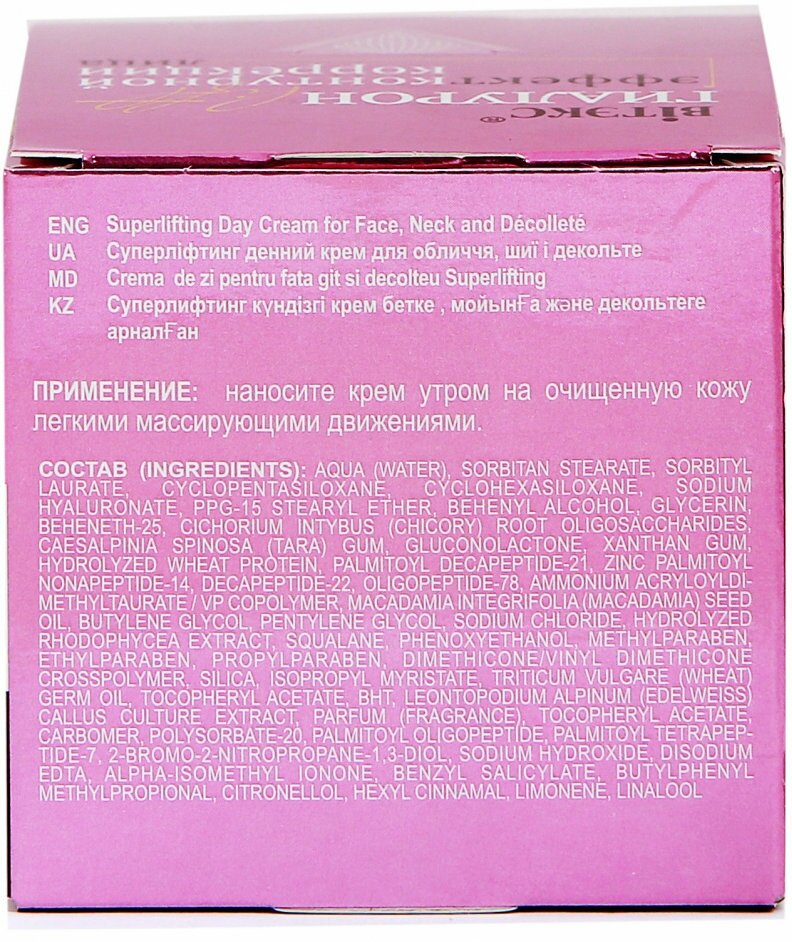 ВIТЭКС®
ГИАЛУРОН
эффект КОНТУРНОЙ
КОРРЕКЦИИ
лица
ENG Superlifting Day Cream for Face, Neck and Décolleté
UA Суперліфтинг денний крем для обличчя, шиї і декольте
MD Crema de zi pentru fata git si decolteu Superlifting
KZ Суперлифтинг күндізгі крем бетке , мойынҒа және декольтеге
арналҒан
ПРИМЕНЕНИЕ: наносите крем утром на очищенную кожу
легкими массирующими движениями.
СОСТАВ (INGREDIENTS): AQUA (WATER), SORBITAN STEARATE, SORBITYL
LAURATE, CYCLOPENTASILOXANE, CYCLOHEXASILOXANE, SODIUM
HYALURONATE, PPG-15 STEARYL ETHER, BEHENYL ALCOHOL, GLYCERIN,
BEHENETH-25, CICHORIUM INTYBUS (CHICORY) ROOT OLIGOSACCHARIDES,
CAESALPINIA SPINOSA (TARA) GUM, GLUCONOLACTONE, XANTHAN GUM,
HYDROLYZED WHEAT PROTEIN, PALMITOYL DECAPEPTIDE-21, ZINC PALMITOYL
NONAPEPTIDE-14, DECAPEPTIDE-22, OLIGOPEPTIDE-78, AMMONIUM ACRYLOYLDI-
METHYLTAURATE / VP COPOLYMER, MACADAMIA INTEGRIFOLIA (MACADAMIA) SEED
OIL, BUTYLENE GLYCOL, PENTYLENE GLYCOL, SODIUM CHLORIDE, HYDROLYZED
RHODOPHYCEA EXTRACT, SQUALANE, PHENOXYETHANOL, METHYLPARABEN,
ETHYLPARABEN, PROPYLPARABEN, DIMETHICONE/VINYL DIMETHICONE
CROSSPOLYMER, SILICA, ISOPROPYL MYRISTATE, TRITICUM VULGARE (WHEAT)
GERM OIL, TOCOPHERYL ACETATE, BHT, LEONTOPODIUM ALPINUM (EDELWEISS)
CALLUS CULTURE EXTRACT, PARFUM (FRAGRANCE), TOCOPHERYL ACETATE,
CARBOMER, POLYSORBATE-20, PALMITOYL OLIGOPEPTIDE, PALMITOYL TETRAPEP-
TIDE-7, 2-BROMO-2-NITROPROPANE-1,3-DIOL, SODIUM HYDROXIDE, DISODIUM
EDTA, ALPHA-ISOMETHYL IONONE, BENZYL SALICYLATE, BUTYLPHENYL
METHYLPROPIONAL, CITRONELLOL, HEXYL CINNAMAL, LIMONENE, LINALOOL